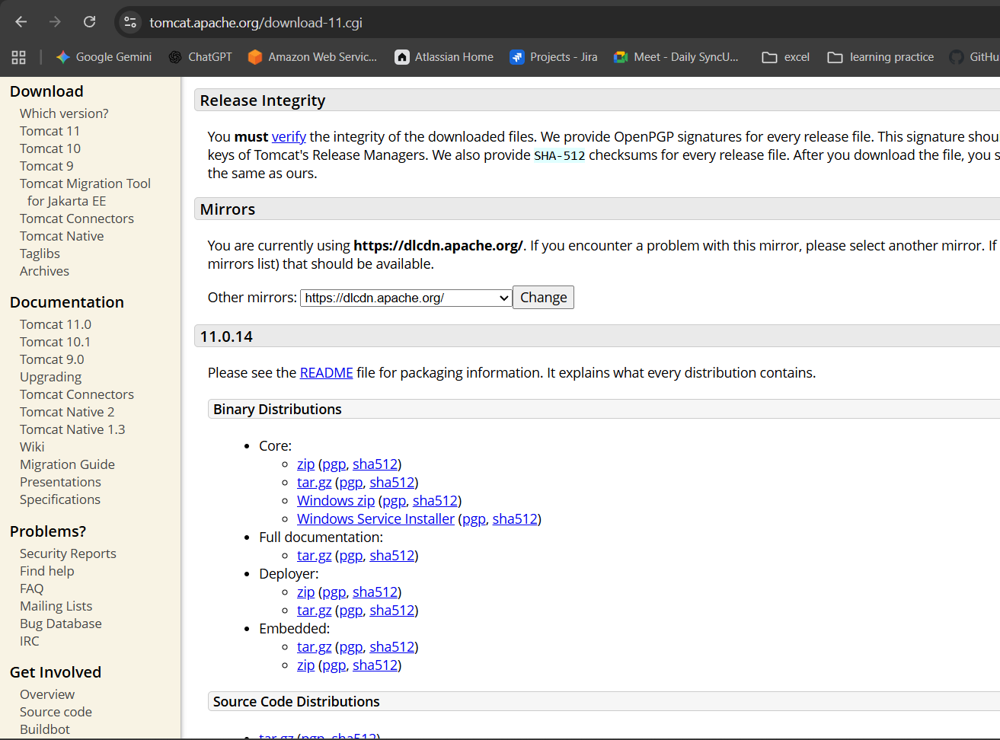 tomcat.apache.org/download-11.cgi
Google Gemini
ChatGPT
Amazon Web Servic...
Atlassian Home
Projects - Jira
Meet - Daily SyncU...
excel
learning practice
GitHu
Download
Which version?
Tomcat 11
Tomcat 10
Tomcat 9
Tomcat Migration Tool
for Jakarta EE
Tomcat Connectors
Tomcat Native
Taglibs
Archives
Documentation
Tomcat 11.0
Tomcat 10.1
Tomcat 9.0
Upgrading
Tomcat Connectors
Tomcat Native 2
Tomcat Native 1.3
Wiki
Migration Guide
Presentations
Specifications
Problems?
Security Reports
Find help
FAQ
Mailing Lists
Bug Database
IRC
Get Involved
Overview
Source code
Buildbot
Release Integrity
You must verify the integrity of the downloaded files. We provide OpenPGP signatures for every release file. This signature shou
keys of Tomcat's Release Managers. We also provide SHA-512 checksums for every release file. After you download the file, you s
the same as ours.
Mirrors
You are currently using https://dlcdn.apache.org/. If you encounter a problem with this mirror, please select another mirror. If
mirrors list) that should be available.
Other mirrors: https://dlcdn.apache.org/ Change
11.0.14
Please see the README file for packaging information. It explains what every distribution contains.
Binary Distributions
• Core:
zip (pgp, sha512)
tar.gz (pgp, sha512)
Windows zip (pgp, sha512)
Windows Service Installer (pgp, sha512)
• Full documentation:
tar.gz (pgp, sha512)
• Deployer:
zip (pgp, sha512)
tar.gz (pgp, sha512)
• Embedded:
tar.gz (pgp, sha512)
zip (pgp, sha512)
Source Code Distributions
• tar.gz (pgp, sha512)